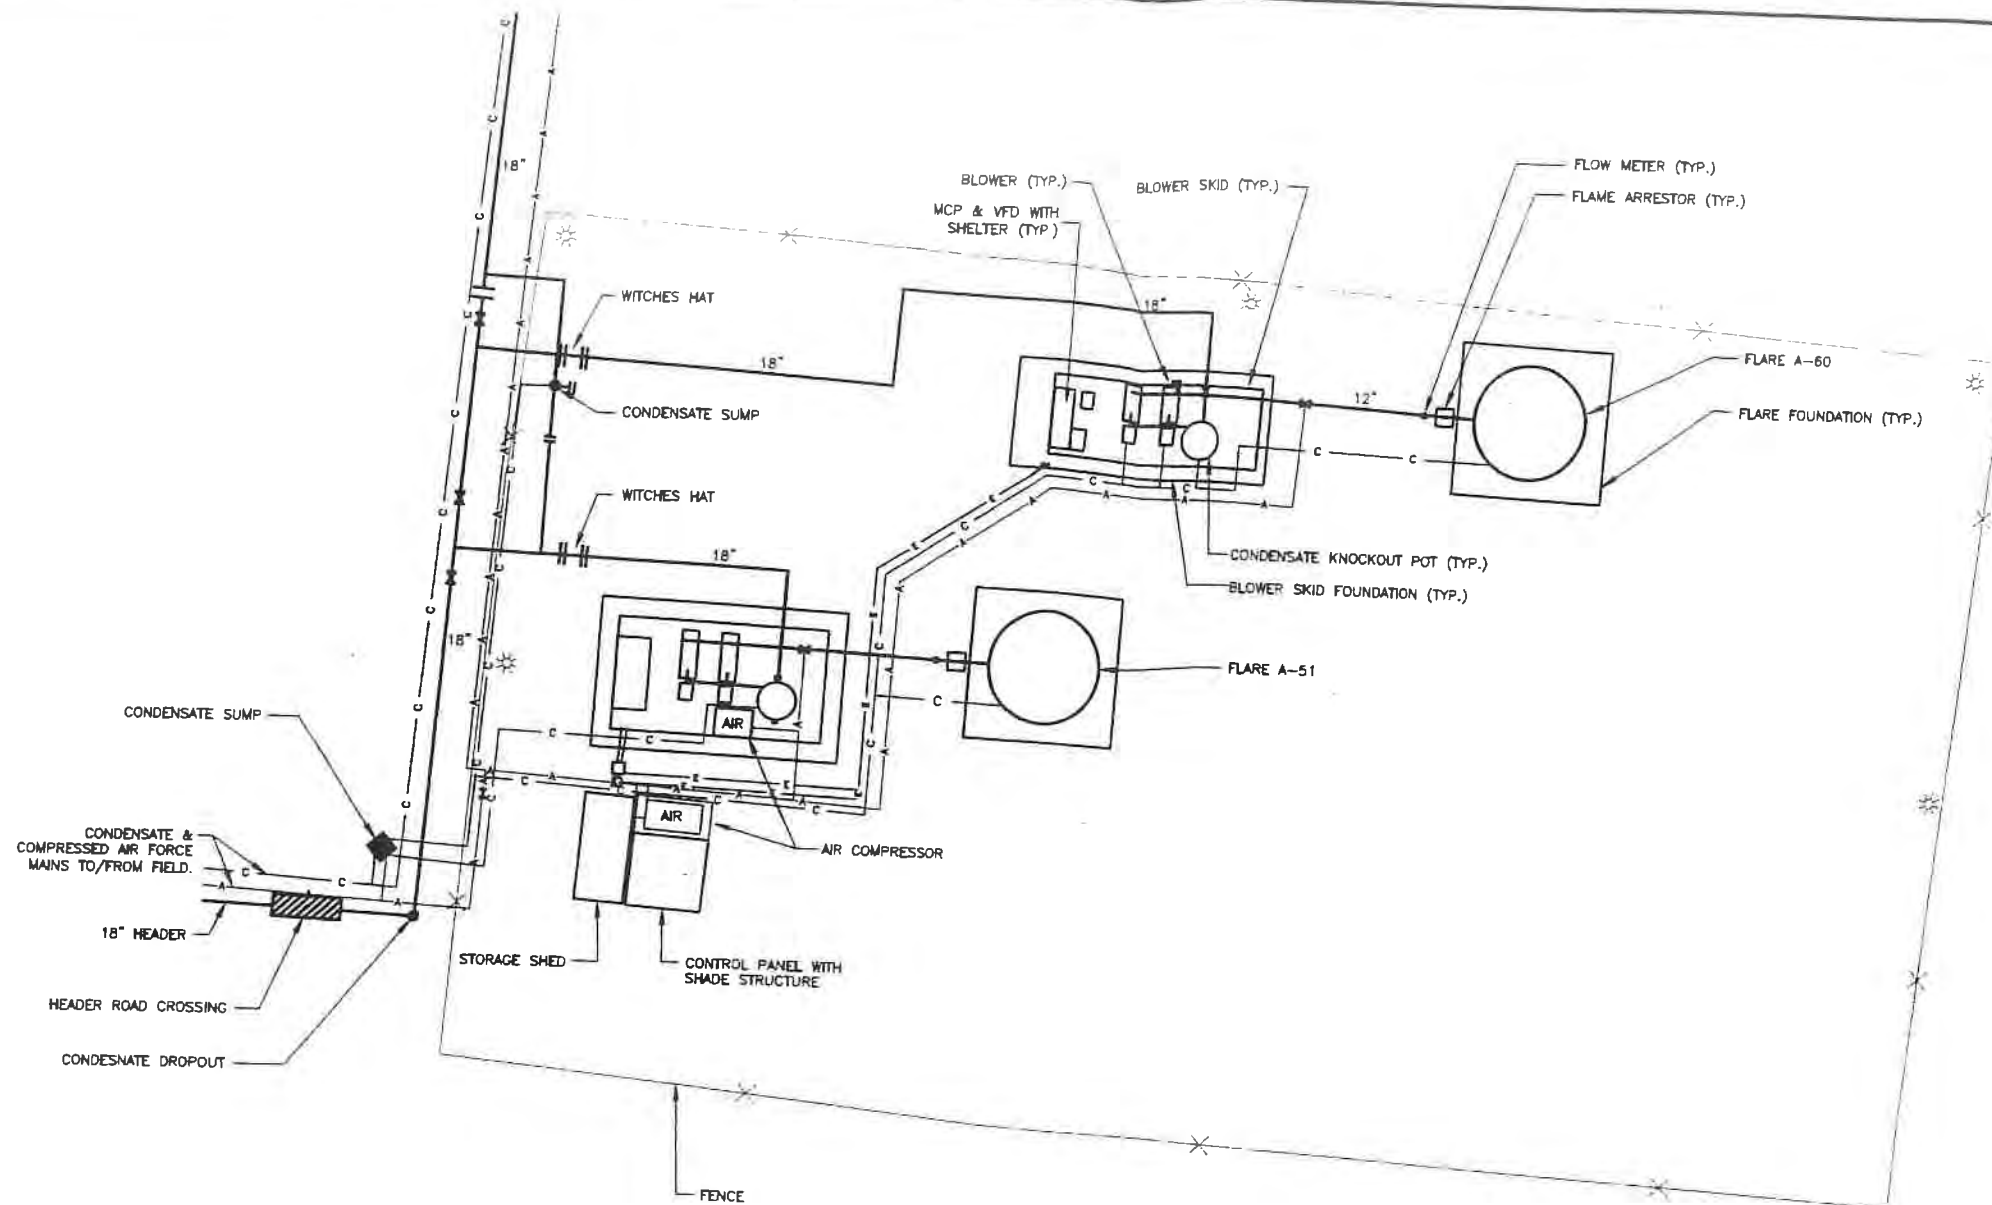 18"
BLOWER (TYP.)
BLOWER SKID (TYP.)
FLOW METER (TYP.)
FLAME ARRESTOR (TYP.)
MCP & VFD WITH
SHELTER (TYP)
WITCHES HAT
18"
18"
12"
FLARE A-60
FLARE FOUNDATION (TYP.)
CONDENSATE SUMP
WITCHES HAT
18"
CONDENSATE KNOCKOUT POT (TYP.)
BLOWER SKID FOUNDATION (TYP.)
18"
FLARE A-51
CONDENSATE SUMP
AIR
AIR
AIR COMPRESSOR
CONDENSATE &
COMPRESSED AIR FORCE
MAINS TO/FROM FIELD.
18" HEADER
STORAGE SHED
CONTROL PANEL WITH
SHADE STRUCTURE
HEADER ROAD CROSSING
CONDESNATE DROPOUT
FENCE